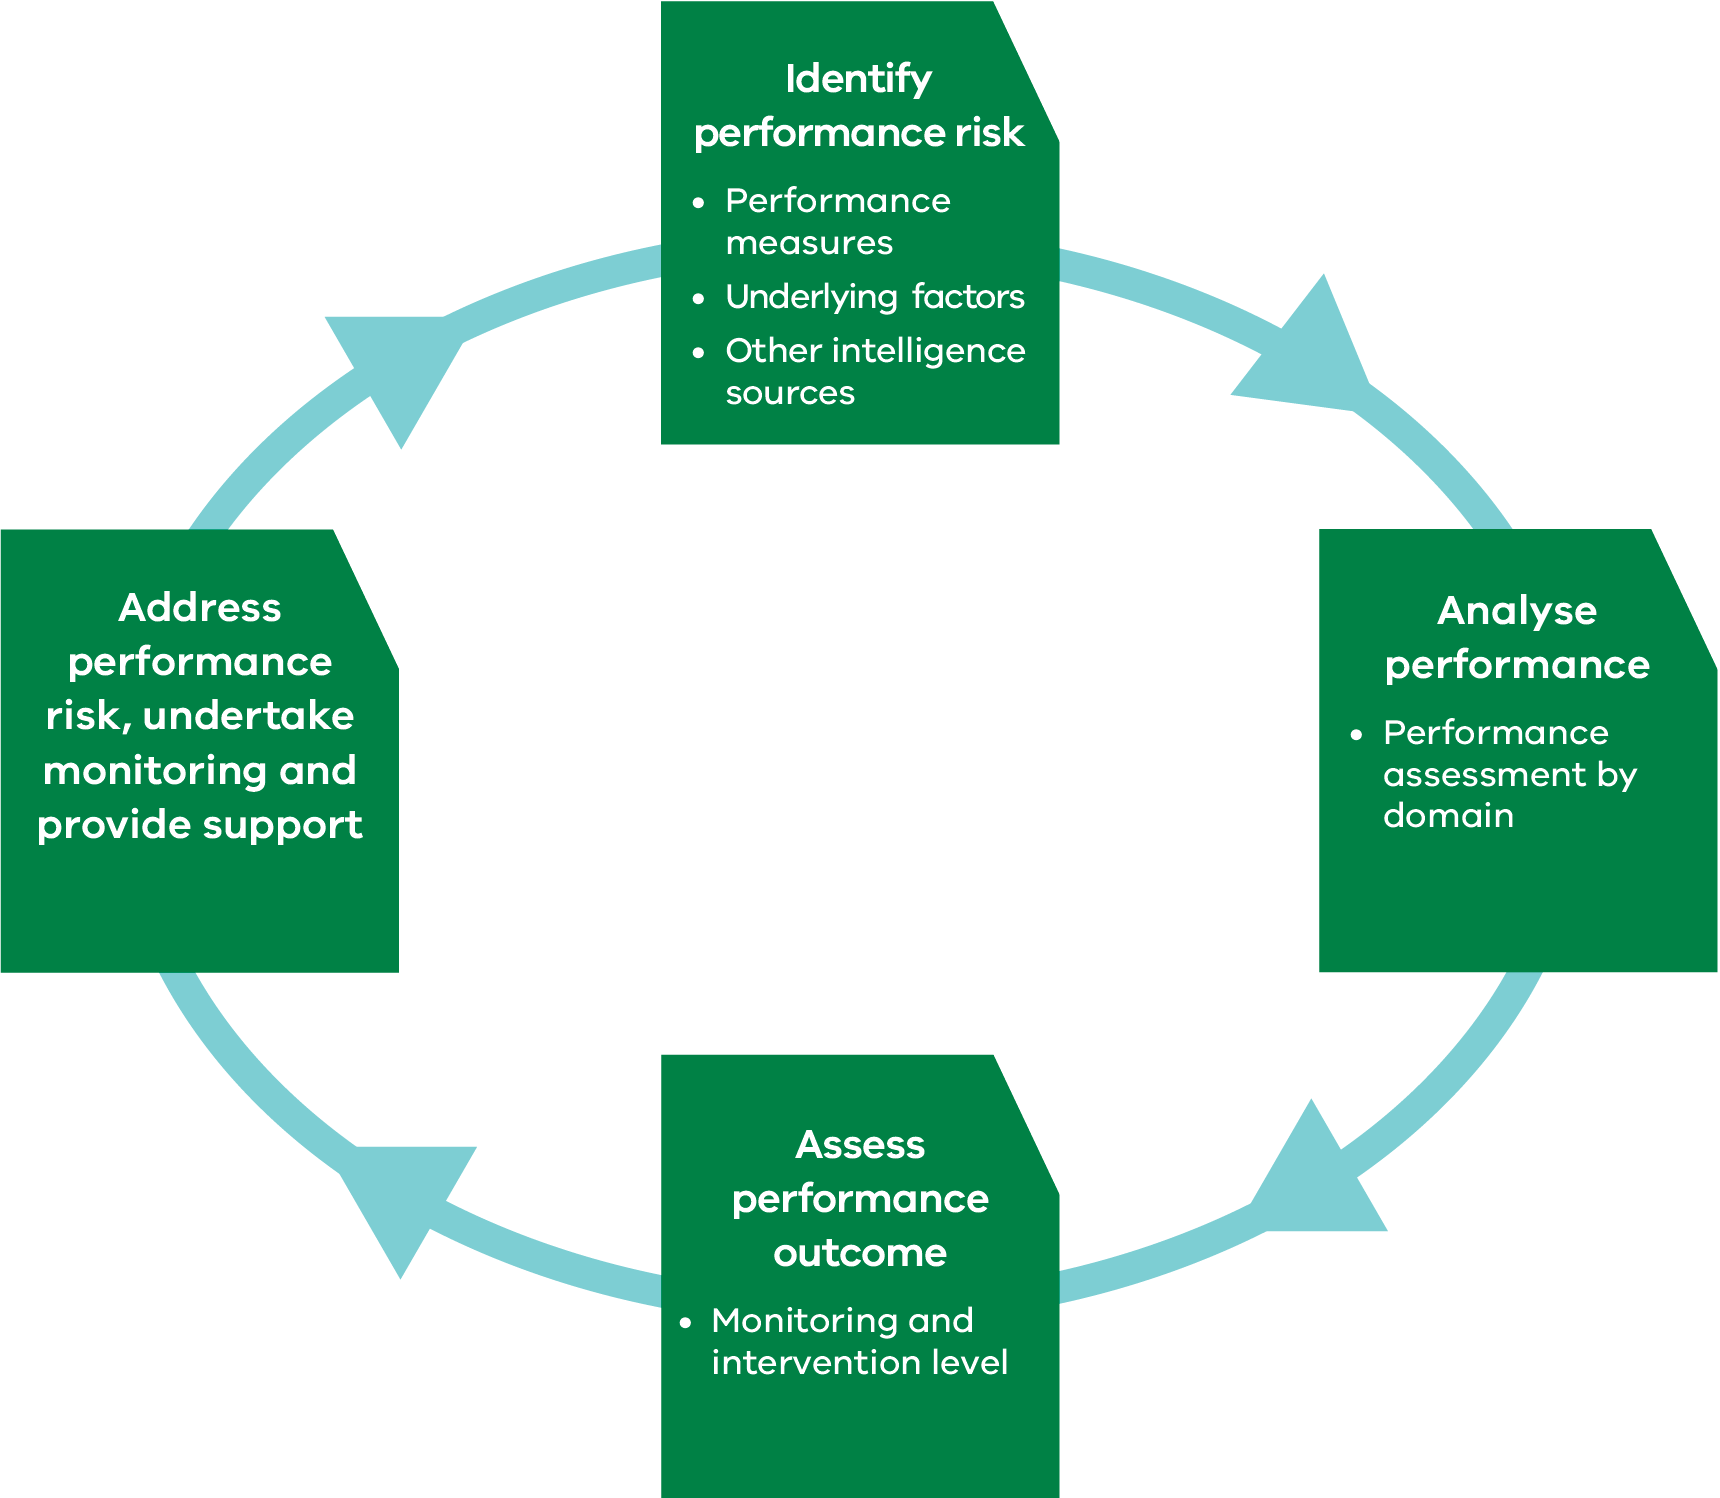 Identify
performance risk
• Performance
measures
• Underlying factors
• Other intelligence
sources
Analyse
performance
• Performance
assessment by
domain
Assess
performance
outcome
• Monitoring and
intervention level
Address
performance
risk, undertake
monitoring and
provide support